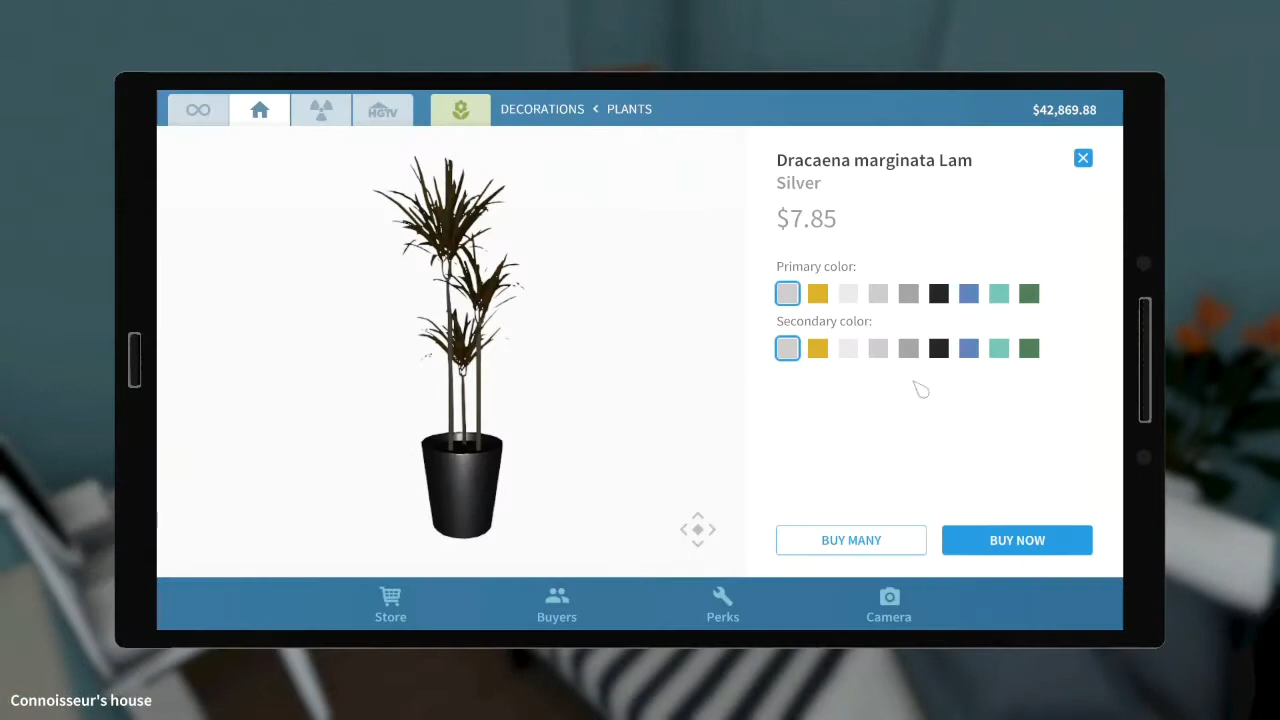 HGTV
DECORATIONS < PLANTS
$42,869.88
Dracaena marginata Lam
Silver
$7.85
Primary color:
Secondary color:
BUY MANY
BUY NOW
Store
Buyers
Perks
Camera
Connoisseur's house